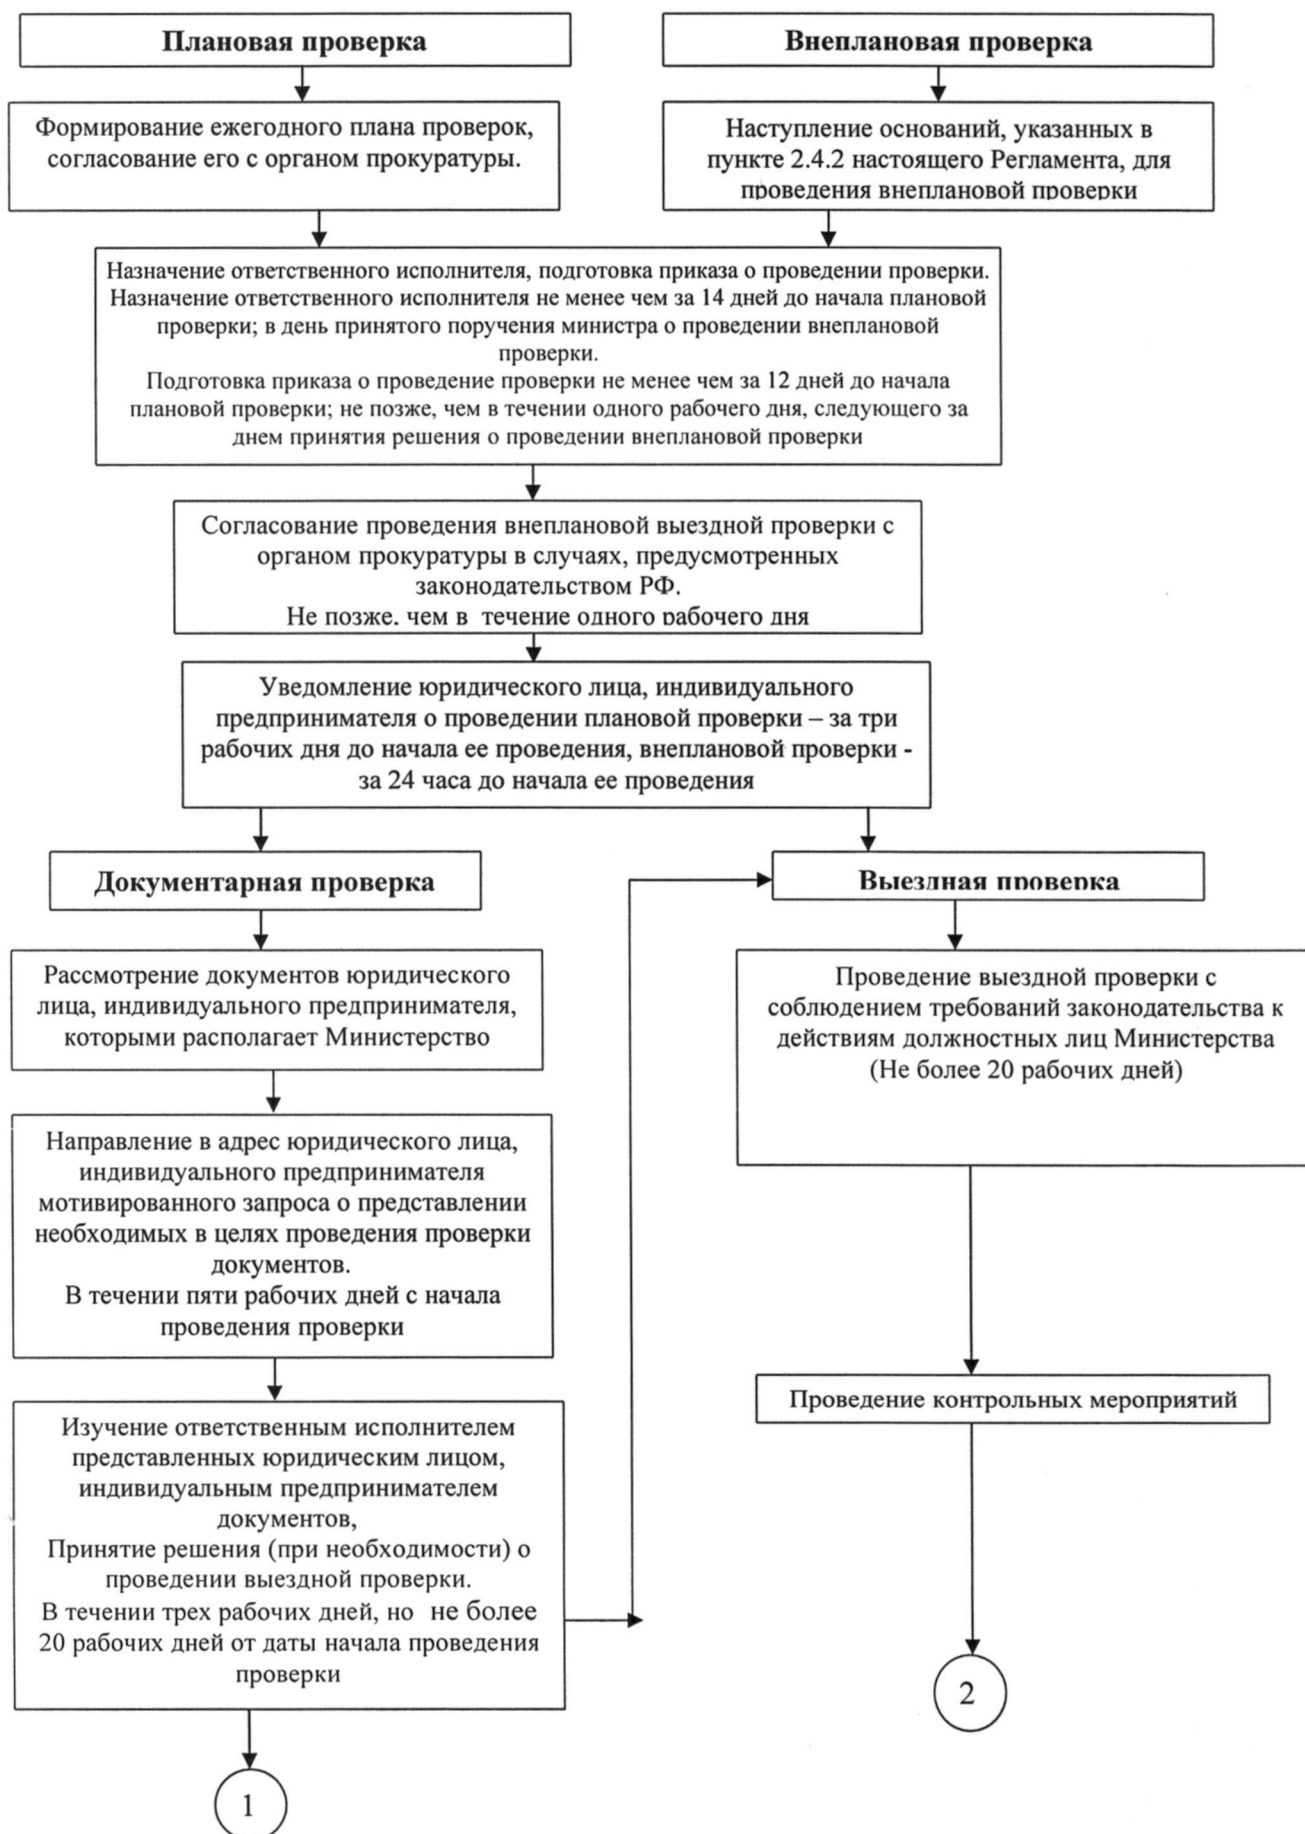 Плановая проверка
Внеплановая проверка
Формирование ежегодного плана проверок,
согласование его с органом прокуратуры.
Наступление оснований, указанных в
пункте 2.4.2 настоящего Регламента, для
проведения внеплановой проверки
Назначение ответственного исполнителя, подготовка приказа о проведении проверки.
Назначение ответственного исполнителя не менее чем за 14 дней до начала плановой
проверки; в день принятого поручения министра о проведении внеплановой
проверки.
Подготовка приказа о проведение проверки не менее чем за 12 дней до начала
плановой проверки; не позже, чем в течении одного рабочего дня, следующего за
днем принятия решения о проведении внеплановой проверки
Согласование проведения внеплановой выездной проверки с
органом прокуратуры в случаях, предусмотренных
законодательством РФ.
Не позже, чем в течение одного рабочего дня
Уведомление юридического лица, индивидуального
предпринимателя о проведении плановой проверки – за три
рабочих дня до начала ее проведения, внеплановой проверки -
за 24 часа до начала ее проведения
Документарная проверка
Выездная проверка
Рассмотрение документов юридического
лица, индивидуального предпринимателя,
которыми располагает Министерство
Проведение выездной проверки с
соблюдением требований законодательства к
действиям должностных лиц Министерства
(Не более 20 рабочих дней)
Направление в адрес юридического лица,
индивидуального предпринимателя
мотивированного запроса о представлении
необходимых в целях проведения проверки
документов.
В течении пяти рабочих дней с начала
проведения проверки
Проведение контрольных мероприятий
Изучение ответственным исполнителем
представленных юридическим лицом,
индивидуальным предпринимателем
документов,
Принятие решения (при необходимости) о
проведении выездной проверки.
В течении трех рабочих дней, но не более
20 рабочих дней от даты начала проведения
проверки
2
1